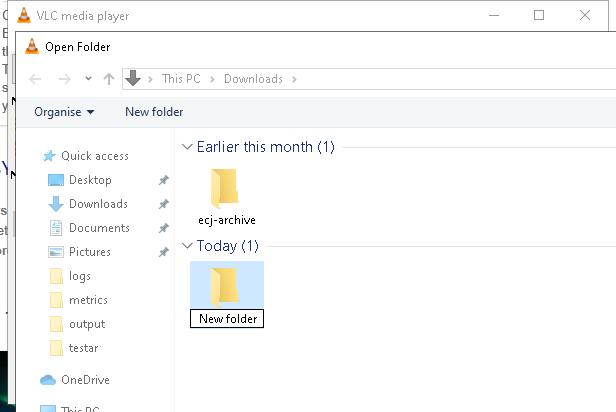 VLC media player
Open Folder
This PC > Downloads >
Organise New folder
Quick access
Desktop
Downloads
Documents
Pictures
logs
metrics
output
testar
OneDrive
This PC
Earlier this month (1)
ecj-archive
Today (1)
New folder